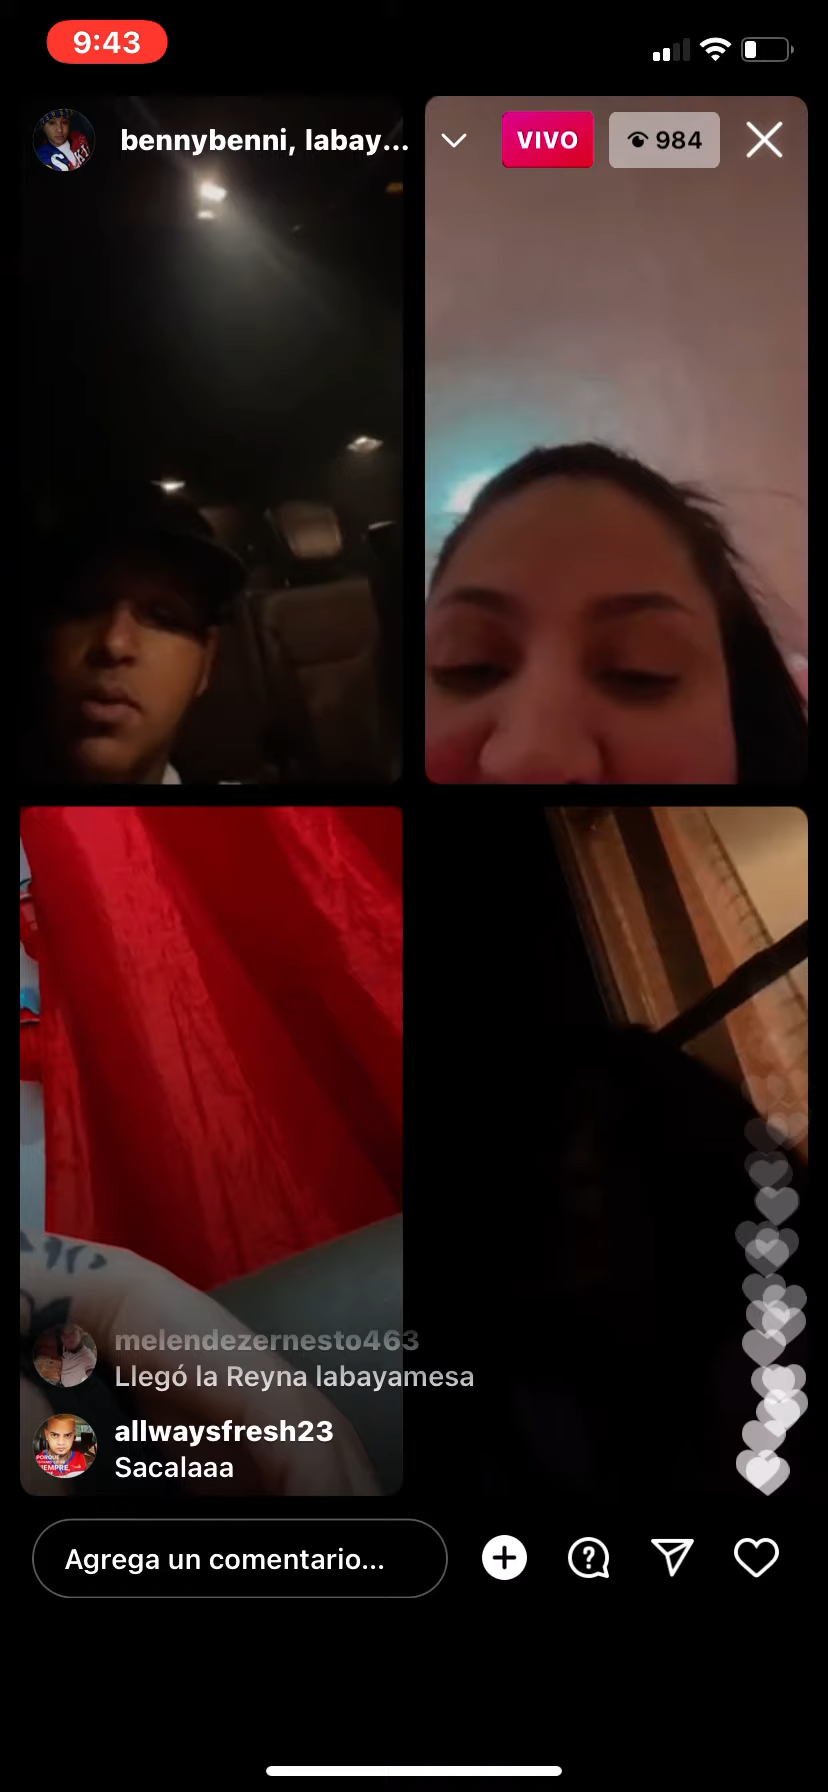 9:43
bennybenni, labay...
VIVO
984
melendezernesto463
Llegó la Reyna labayamesa
allwaysfresh23
Sacalaaa
Agrega un comentario...